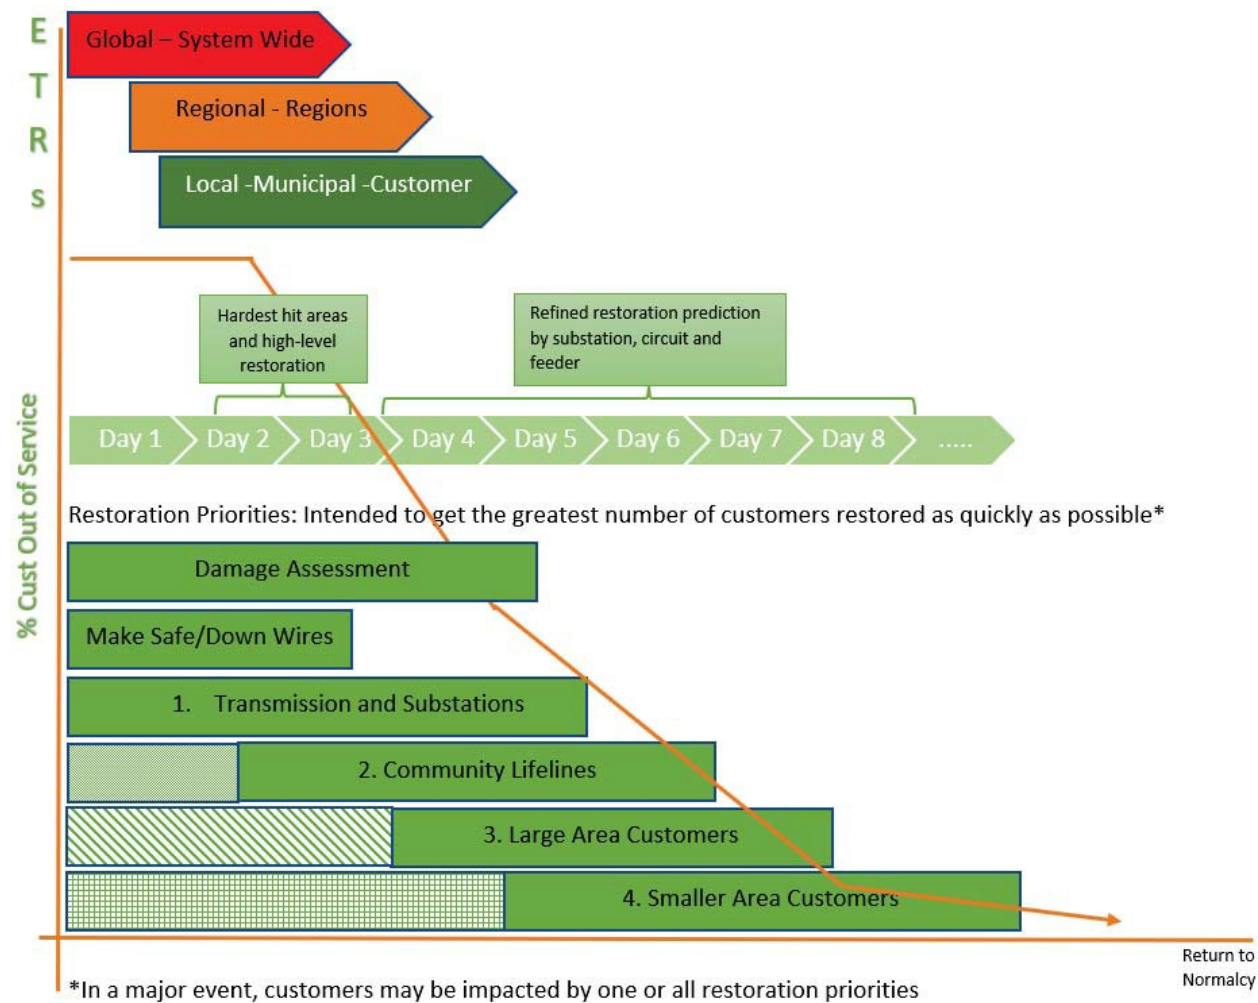 E
T
R
s
Global – System Wide
Regional - Regions
Local -Municipal -Customer
Hardest hit areas
and high-level
restoration
Refined restoration prediction
by substation, circuit and
feeder
% Cust Out of Service
Day 1 Day 2 Day 3 Day 4 Day 5 Day 6 Day 7 Day 8 .....
Restoration Priorities: Intended to get the greatest number of customers restored as quickly as possible*
Damage Assessment
Make Safe/Down Wires
1. Transmission and Substations
2. Community Lifelines
3. Large Area Customers
4. Smaller Area Customers
Return to
Normalcy
*In a major event, customers may be impacted by one or all restoration priorities